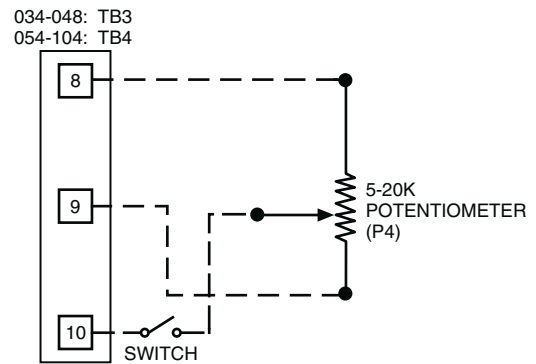 034-048: TB3
054-104: TB4
8
9
5-20K
POTENTIOMETER
(P4)
10
SWITCH